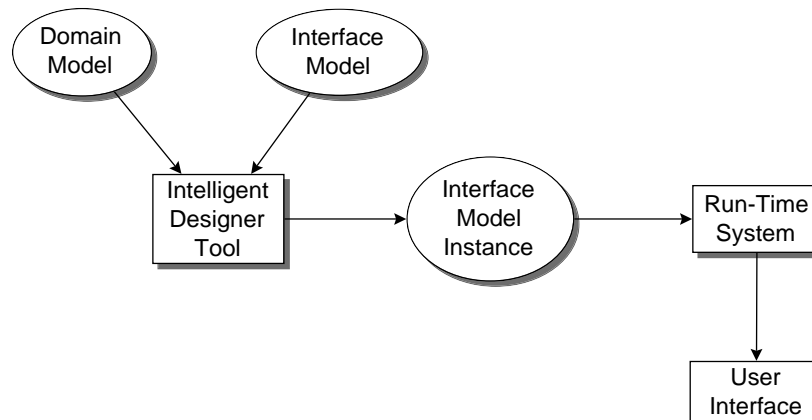 Domain
Model
Interface
Model
Intelligent
Designer
Tool
Interface
Model
Instance
Run-Time
System
User
Interface